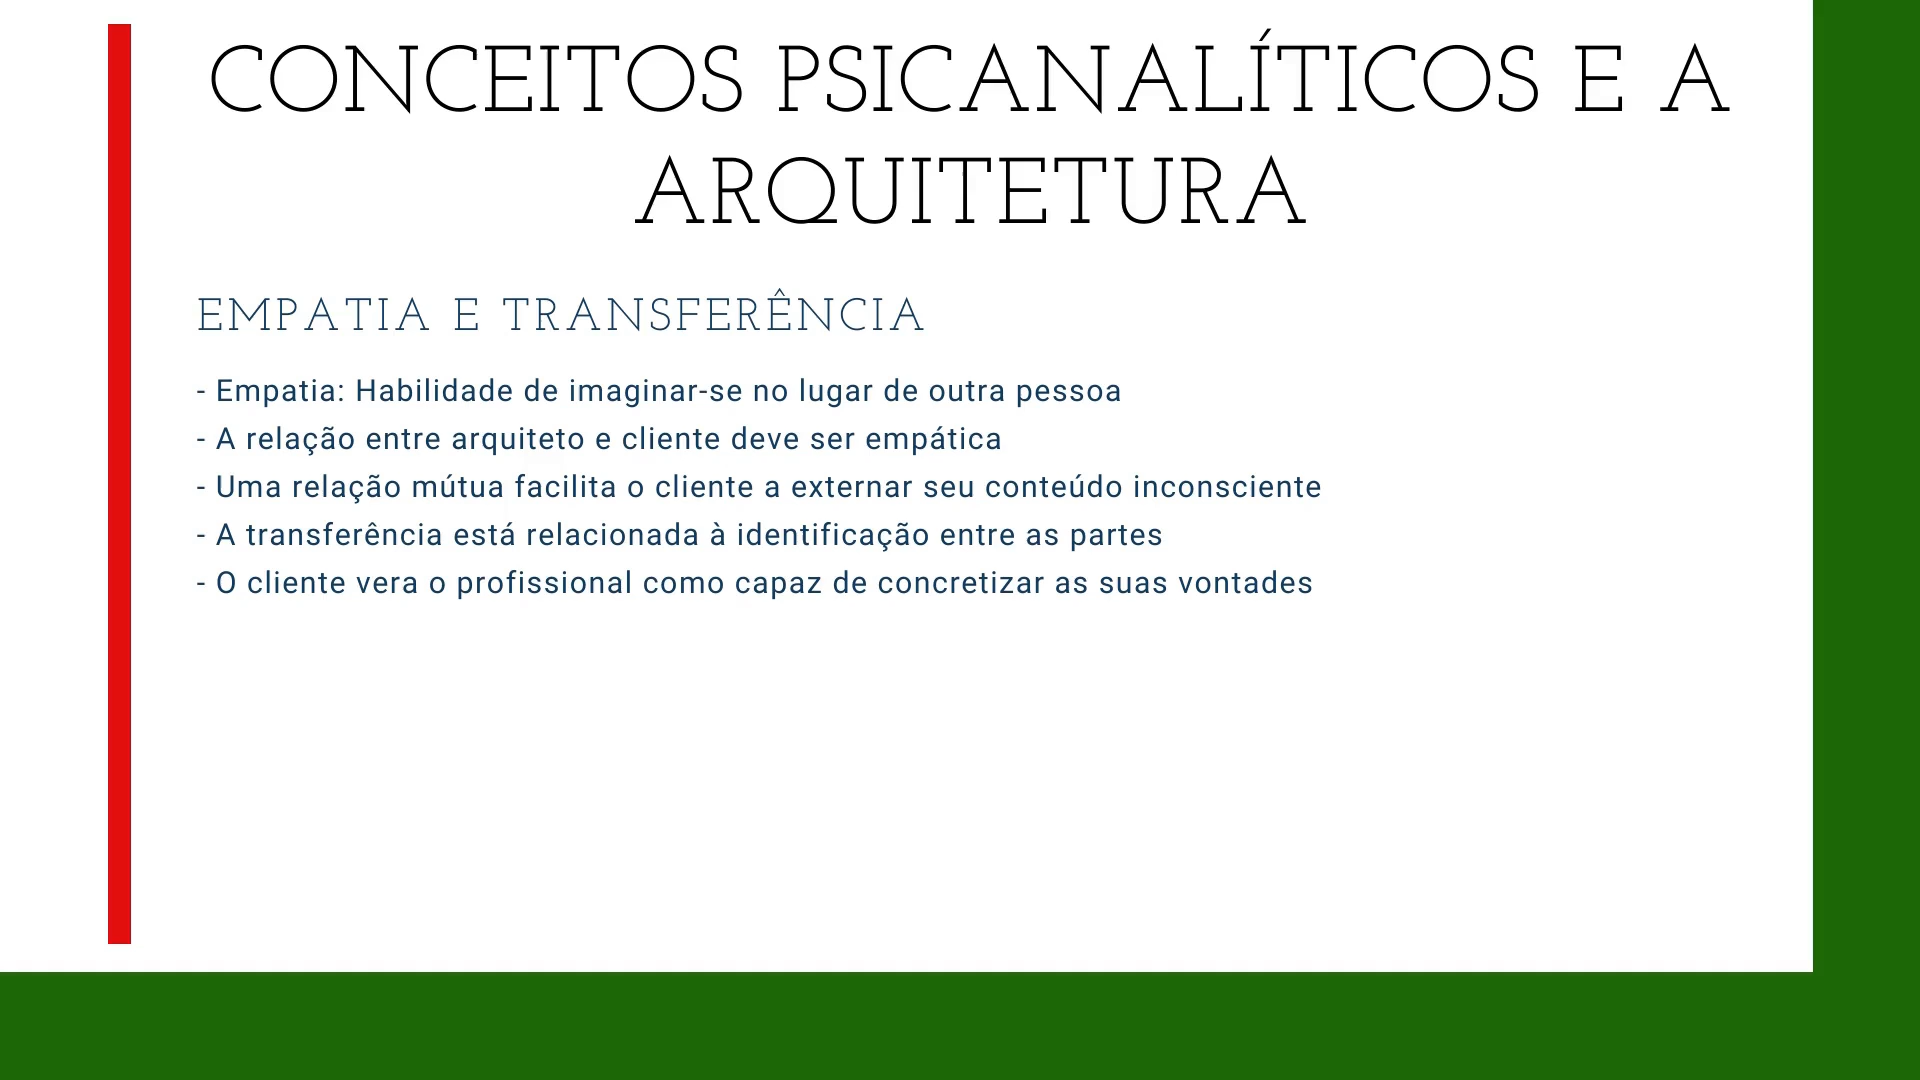 CONCEITOS PSICANALÍTICOS E A
ARQUITETURA
EMPATIA E TRANSFERÊNCIA
- Empatia: Habilidade de imaginar-se no lugar de outra pessoa
- A relação entre arquiteto e cliente deve ser empática
- Uma relação mútua facilita o cliente a externar seu conteúdo inconsciente
- A transferência está relacionada à identificação entre as partes
- O cliente vera o profissional como capaz de concretizar as suas vontades